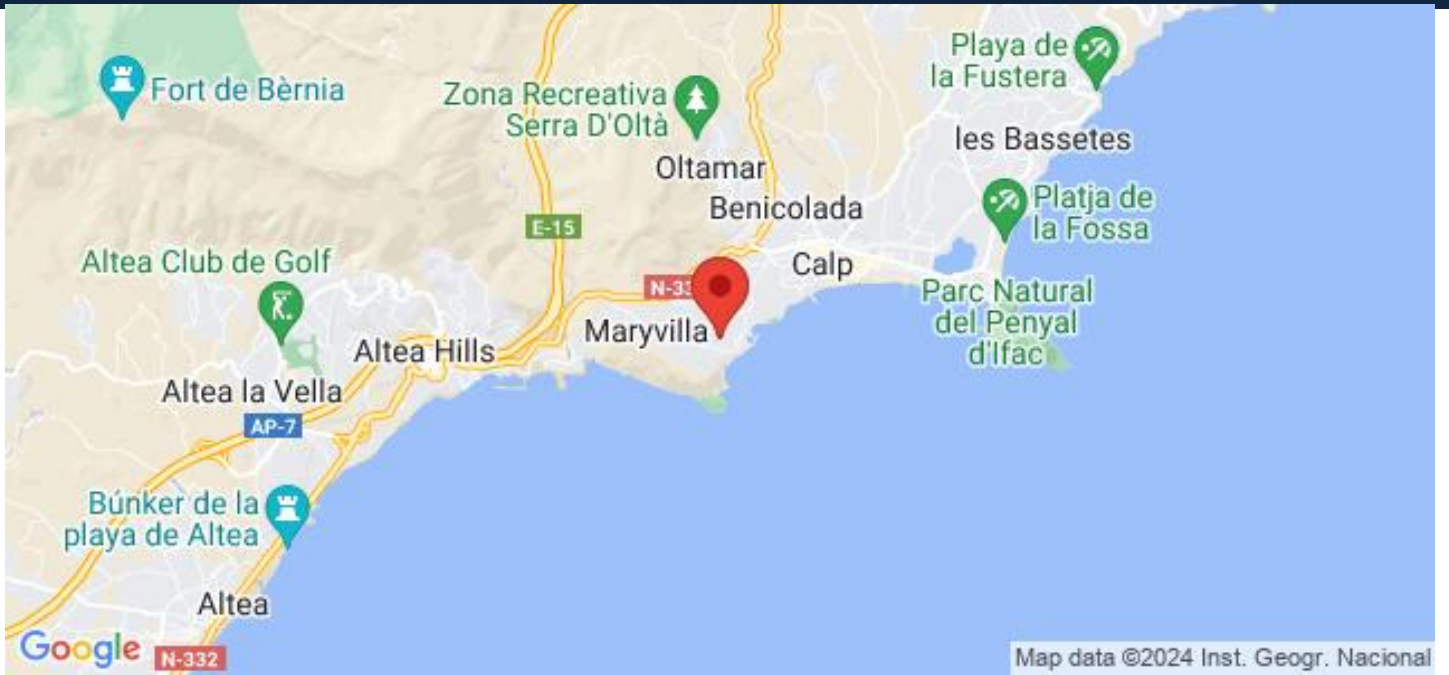 Playa de
la Fustera
Fort de Bèrnia
Zona Recreativa
Serra D'Oltà
les Bassetes
Oltamar
Platja de
la Fossa
Benicolada
E-15
Altea Club de Golf
Calp
N-33
Parc Natural
del Penyal
d'Ifac
Maryvilla
Altea Hills
Altea la Vella
AP-7
Búnker de la
playa de Altea
Altea
Google
N-332
Map data ©2024 Inst. Geogr. Nacional